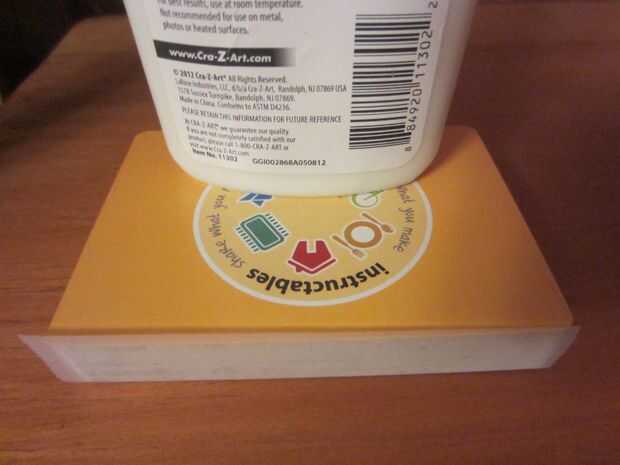 For best results, use at room temperature.
Not recommended for use on metal,
photos or heated surfaces.
www.Cra-Z-Art.com
© 2012 Cra-Z-Art® All Rights Reserved.
LaRose Industries, LLC, d/b/a Cra-Z-Art, Randolph, NJ 07869 USA
1578 Sussex Turnpike, Randolph, NJ 07869.
Made in China. Conforms to ASTM D4236.
PLEASE RETAIN THIS INFORMATION FOR FUTURE REFERENCE
At CRA-Z-ART® we guarantee our quality.
If you are not completely satisfied with our
product, please call 1-800-CRA-Z-ART or
visit www.Cra-Z-Art.com
Item No. 11302 GGI002868A050812
8 84920 11302 2
share what you make
instructables